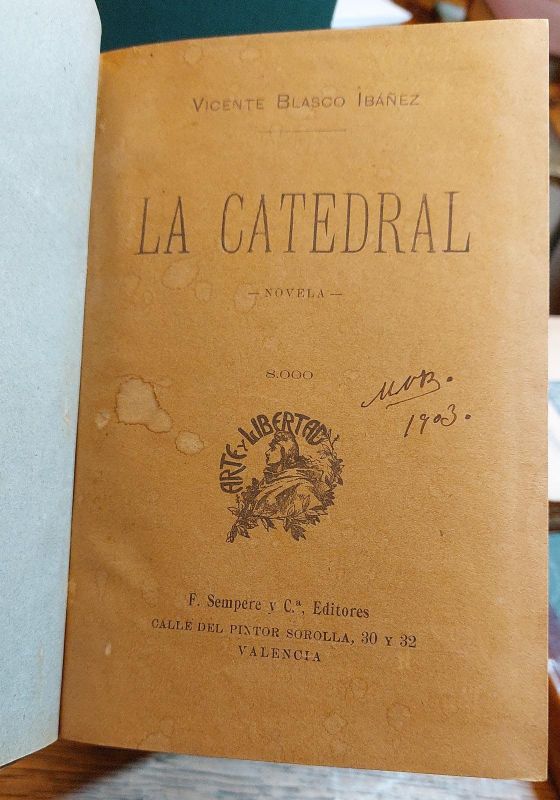 VICENTE BLASCO IBÁÑEZ
LA CATEDRAL
— NOVELA —
8.000
1903.
ARTE Y LIBERTAD
F. Sempere y C.ª, Editores
CALLE DEL PINTOR SOROLLA, 30 Y 32
VALENCIA